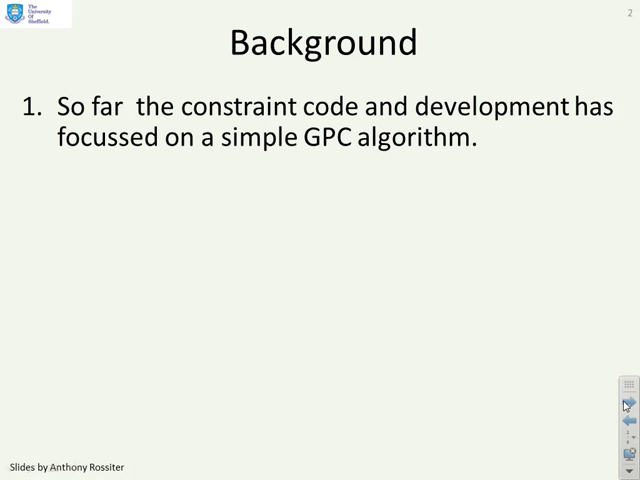 The
University
Of
Sheffield.
2
Background
1. So far the constraint code and development has
focussed on a simple GPC algorithm.
Slides by Anthony Rossiter